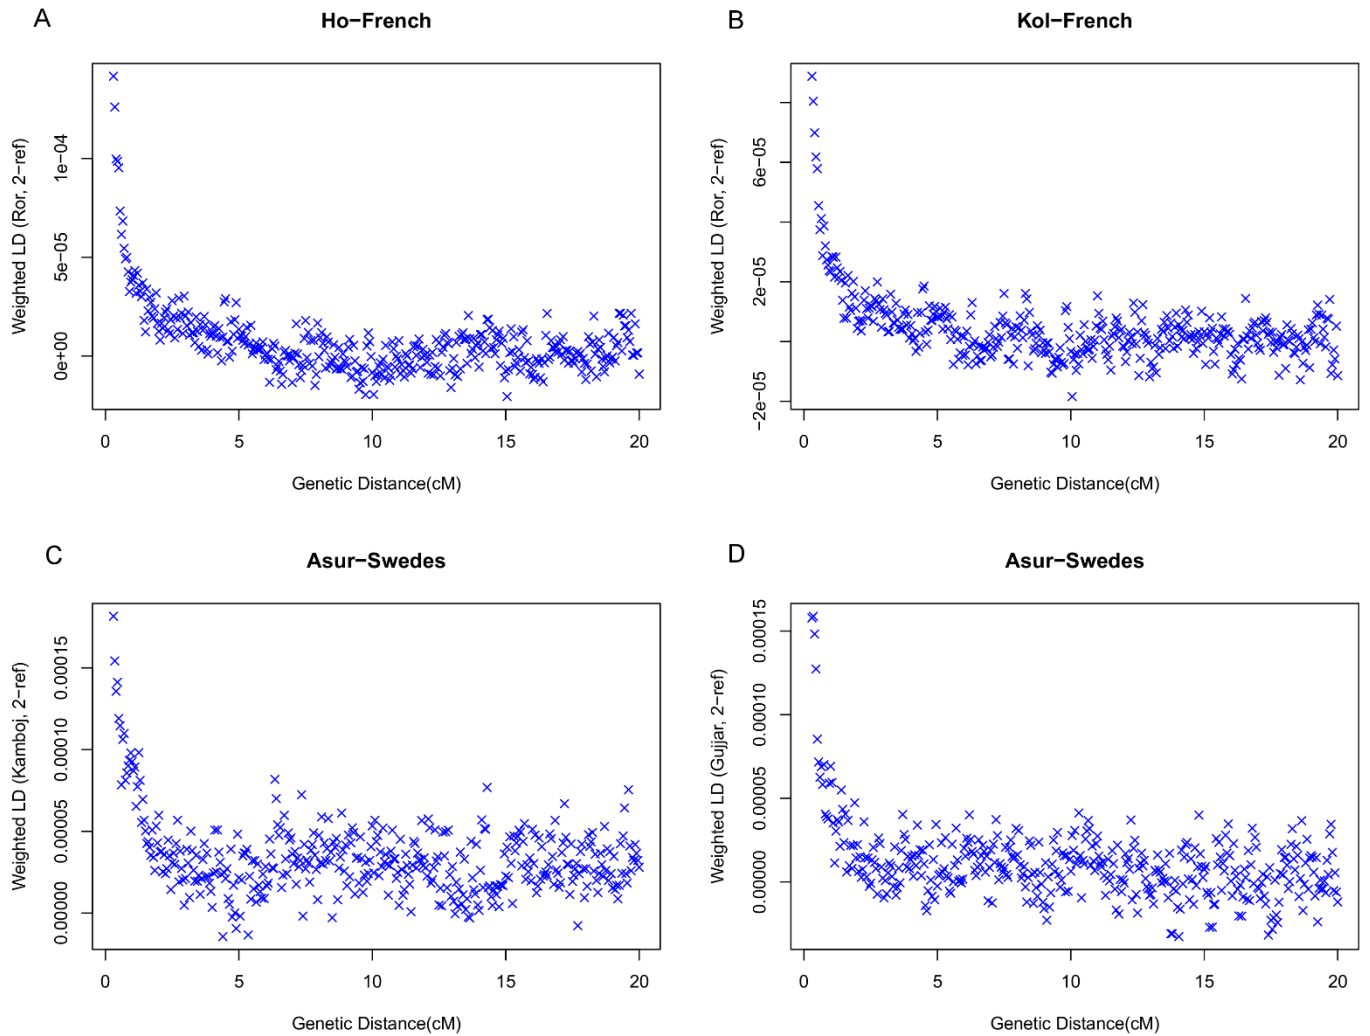 A
Ho−French
Weighted LD (Ror, 2−ref)
1e−04
5e−05
0e+00
0 5 10 15 20
Genetic Distance(cM)
B
Kol−French
Weighted LD (Ror, 2−ref)
6e−05
2e−05
−2e−05
0 5 10 15 20
Genetic Distance(cM)
C
Asur−Swedes
Weighted LD (Kamboj, 2−ref)
0.00015
0.00010
0.00005
0.00000
0 5 10 15 20
Genetic Distance(cM)
D
Asur−Swedes
Weighted LD (Gujjar, 2−ref)
0.00015
0.00010
0.00005
0.00000
0 5 10 15 20
Genetic Distance(cM)